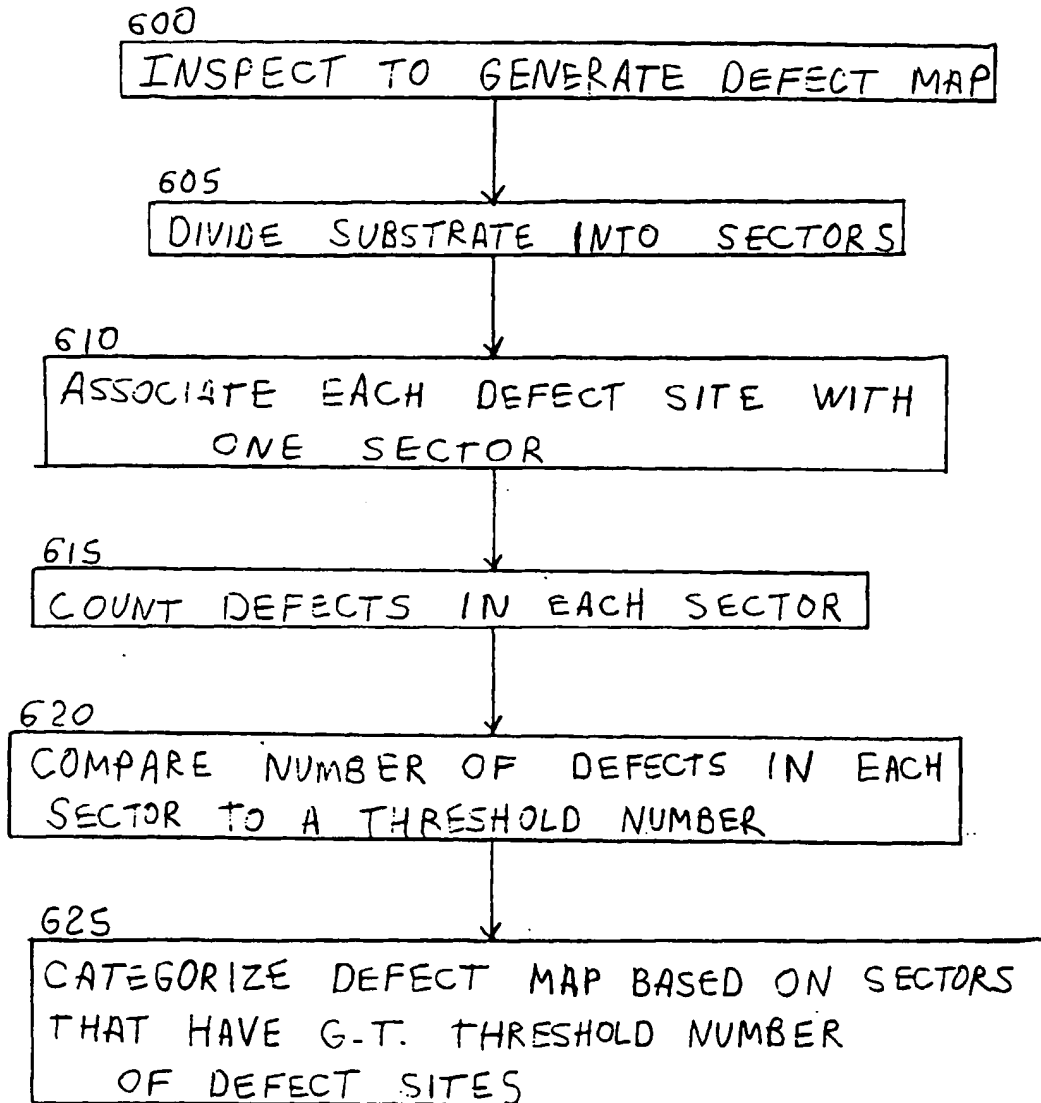 600
INSPECT TO GENERATE DEFECT MAP
605
DIVIDE SUBSTRATE INTO SECTORS
610
ASSOCIATE EACH DEFECT SITE WITH
ONE SECTOR
615
COUNT DEFECTS IN EACH SECTOR
620
COMPARE NUMBER OF DEFECTS IN EACH
SECTOR TO A THRESHOLD NUMBER
625
CATEGORIZE DEFECT MAP BASED ON SECTORS
THAT HAVE G.T. THRESHOLD NUMBER
OF DEFECT SITES